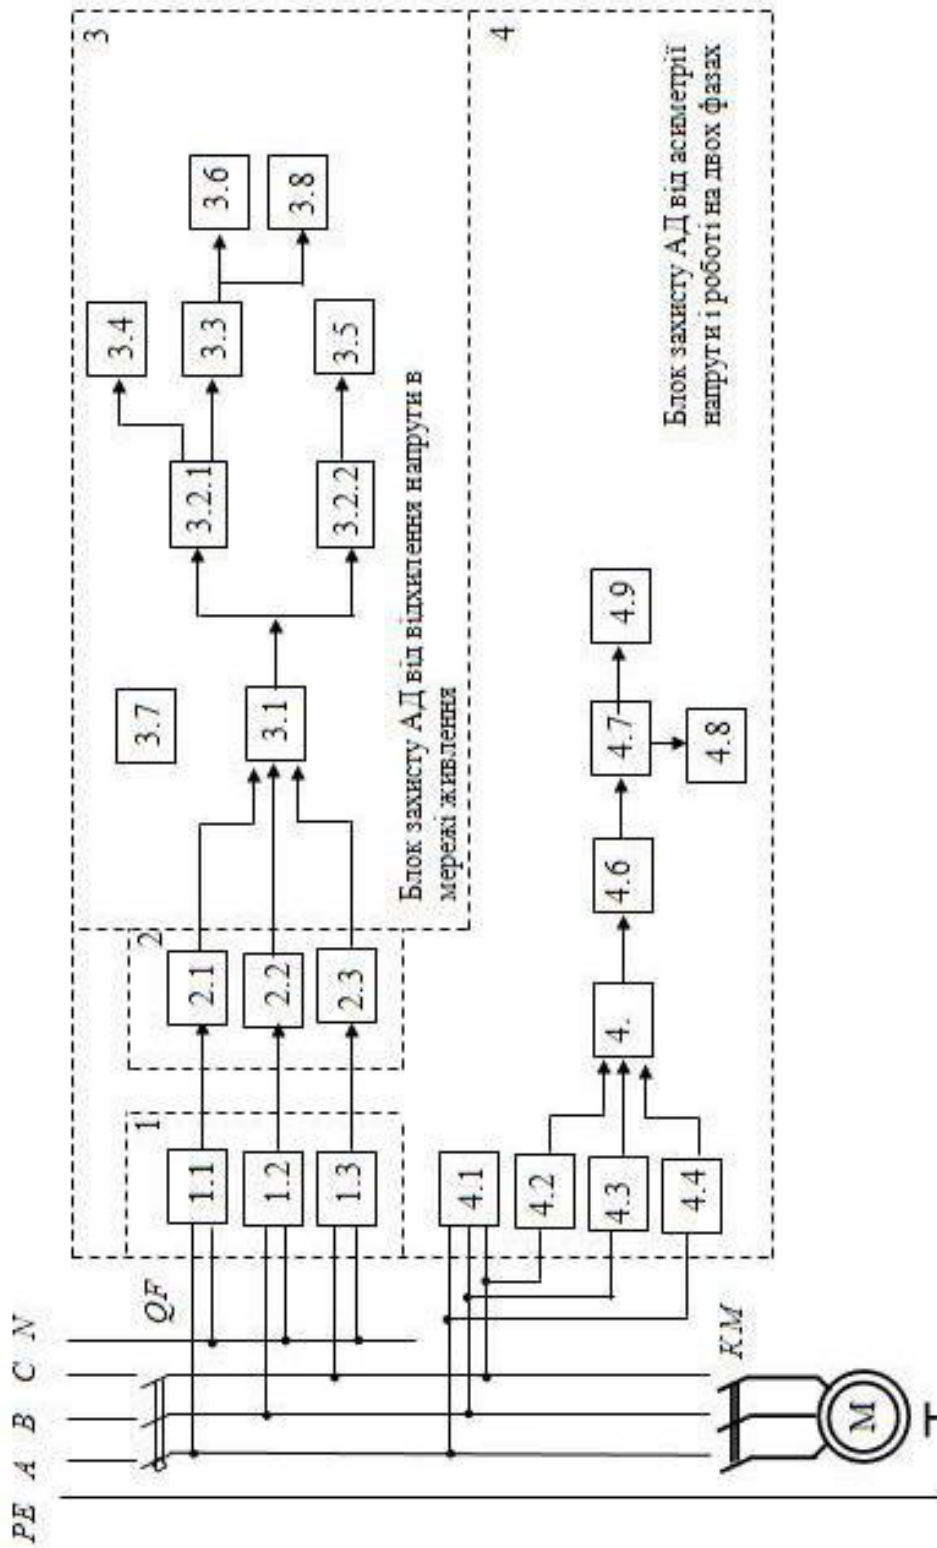 PE
A
B
C
N
QF
KM
M
1
1.1
1.2
1.3
2
2.1
2.2
2.3
3
3.1
3.2.1
3.2.2
3.3
3.4
3.5
3.6
3.7
3.8
Блок захисту АД від відхилення напруги в
мережі живлення
4
4.1
4.2
4.3
4.4
4.
4.6
4.7
4.8
4.9
Блок захисту АД від асиметрії
напруги і роботі на двох фазах